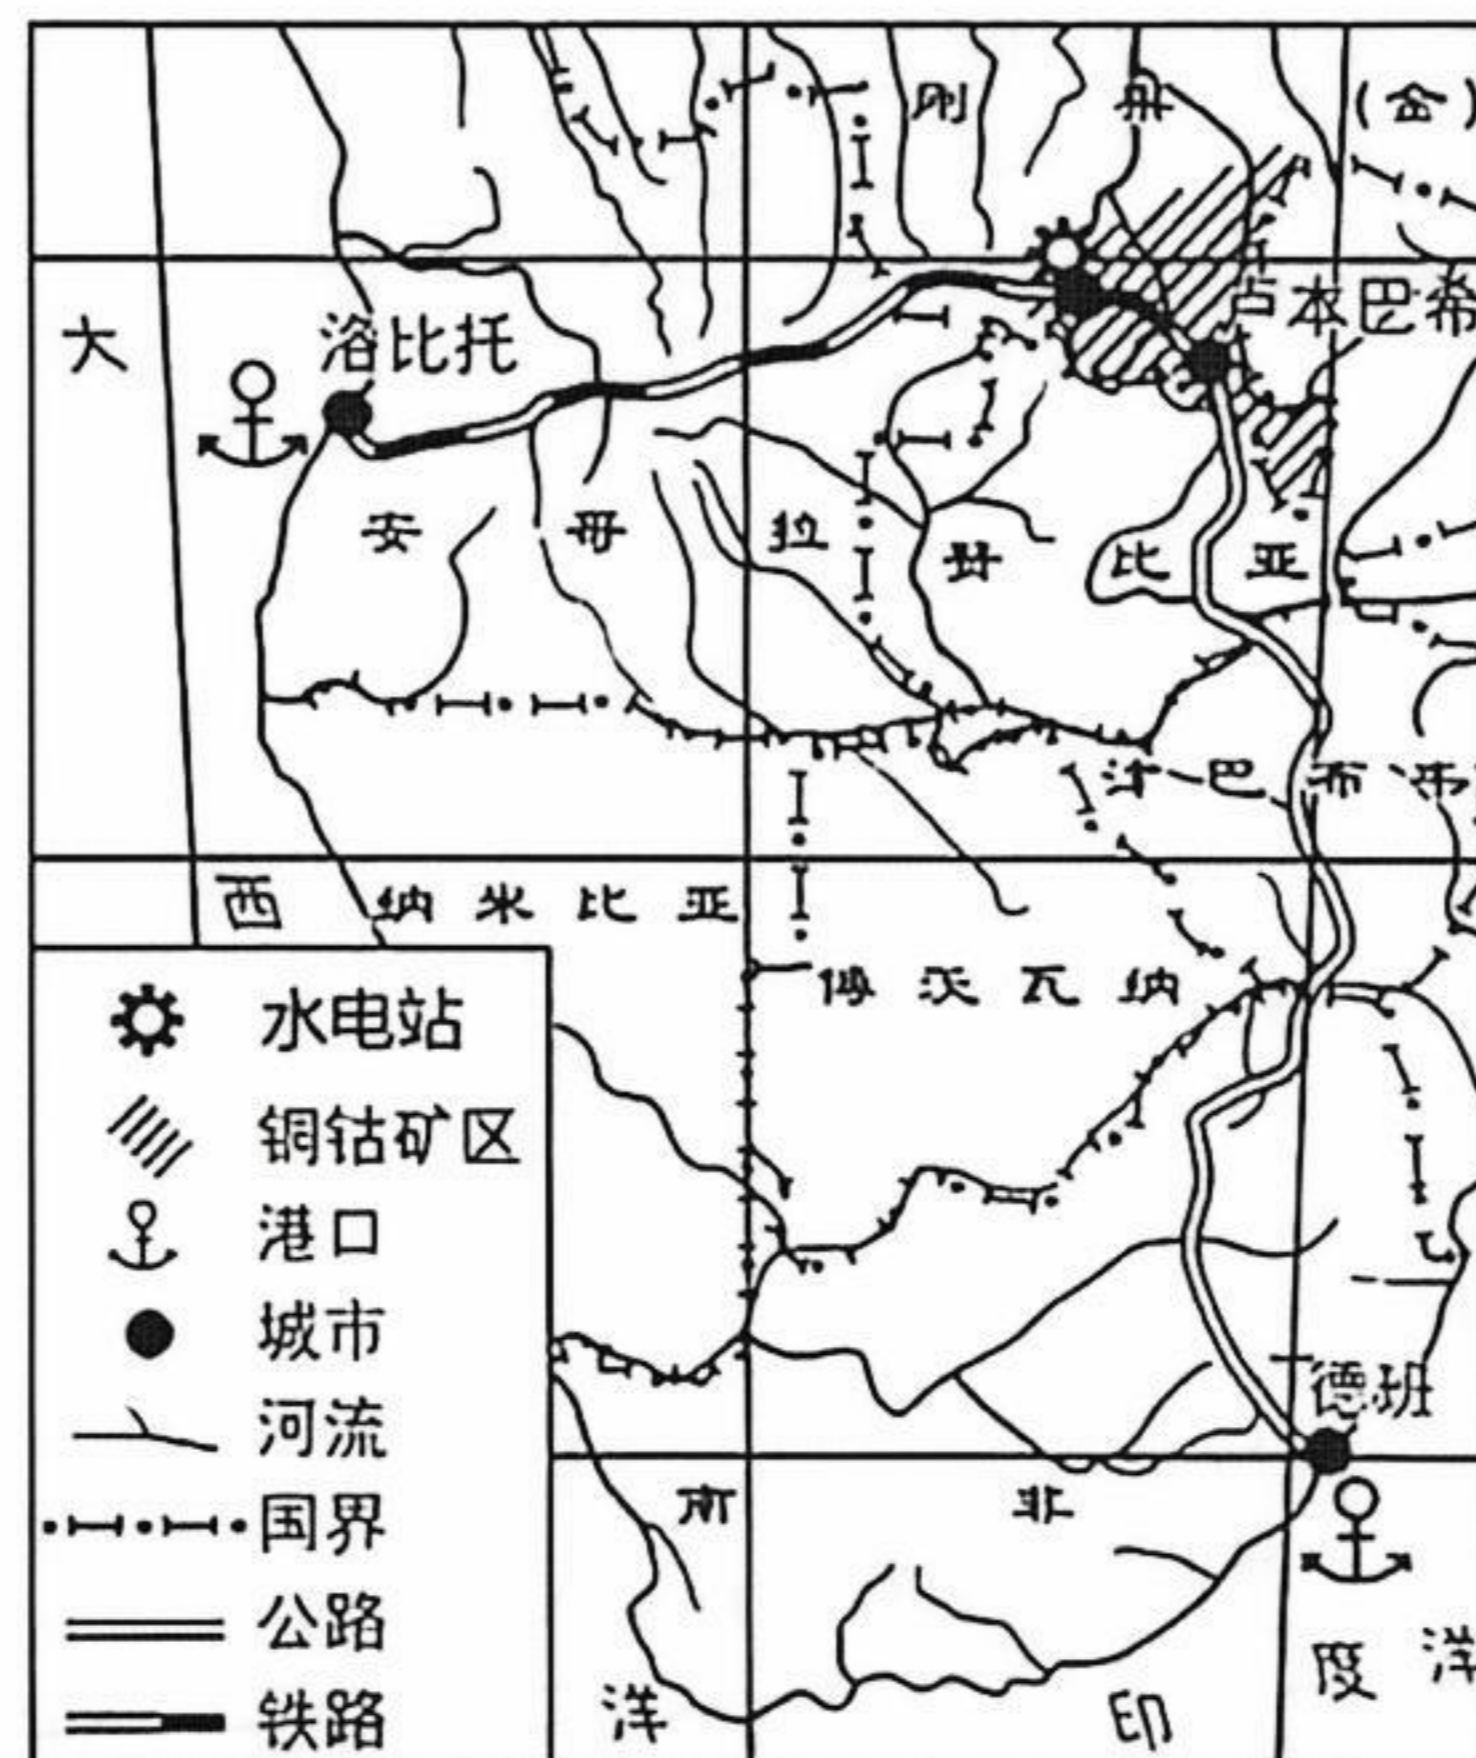 刚 果 (金)
大
洛比托
卢本巴希
安 哥 拉
赞 比 亚
津 巴 布 韦
西
纳 米 比 亚
博 茨 瓦 纳
水电站
铜钴矿区
港口
城市
河流
国界
公路
铁路
德班
南 非
洋
印 度 洋